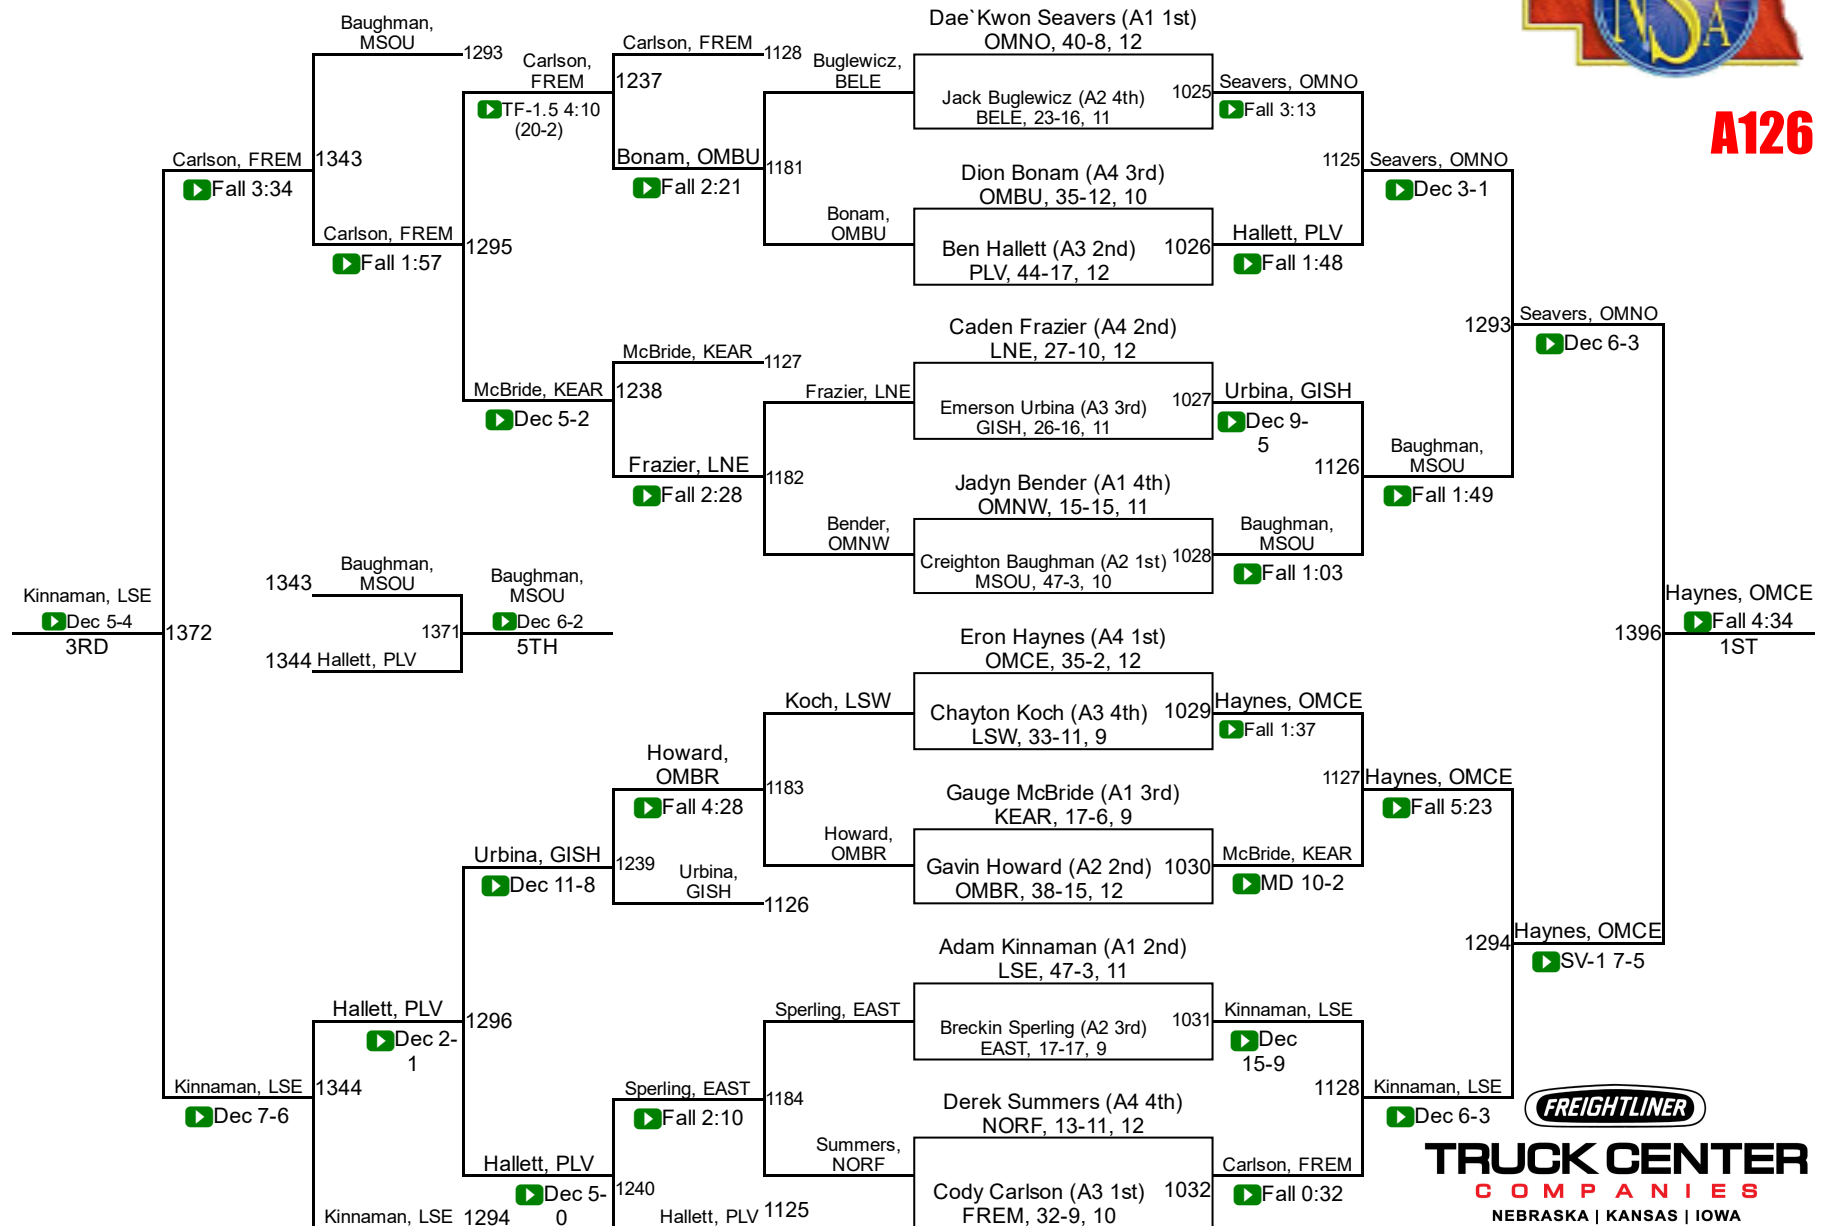 NSA
A126
Baughman,
MSOU
1293
Carlson,
FREM
TF-1.5 4:10
(20-2)
Carlson, FREM
1128
1237
Bonam, OMBU
Fall 2:21
1181
Buglewicz,
BELE
Bonam,
OMBU
Dae`Kwon Seavers (A1 1st)
OMNO, 40-8, 12
Jack Buglewicz (A2 4th)
BELE, 23-16, 11
1025
Seavers, OMNO
Fall 3:13
Dion Bonam (A4 3rd)
OMBU, 35-12, 10
Ben Hallett (A3 2nd)
PLV, 44-17, 12
1026
Hallett, PLV
Fall 1:48
1125
Seavers, OMNO
Dec 3-1
Carlson, FREM
Fall 3:34
1343
Carlson, FREM
Fall 1:57
1295
McBride, KEAR
1127
McBride, KEAR
Dec 5-2
1238
Frazier, LNE
Fall 2:28
1182
Frazier, LNE
Bender,
OMNW
Caden Frazier (A4 2nd)
LNE, 27-10, 12
Emerson Urbina (A3 3rd)
GISH, 26-16, 11
1027
Urbina, GISH
Dec 9-
5
Jadyn Bender (A1 4th)
OMNW, 15-15, 11
Creighton Baughman (A2 1st)
MSOU, 47-3, 10
1028
Baughman,
MSOU
Fall 1:03
1126
Baughman,
MSOU
Fall 1:49
1293
Seavers, OMNO
Dec 6-3
Kinnaman, LSE
Dec 5-4
3RD
1372
1343
Baughman,
MSOU
1344
Hallett, PLV
1371
Baughman,
MSOU
Dec 6-2
5TH
1396
Haynes, OMCE
Fall 4:34
1ST
Eron Haynes (A4 1st)
OMCE, 35-2, 12
Chayton Koch (A3 4th)
LSW, 33-11, 9
1029
Haynes, OMCE
Fall 1:37
Koch, LSW
Howard,
OMBR
Fall 4:28
1183
Howard,
OMBR
Gauge McBride (A1 3rd)
KEAR, 17-6, 9
Gavin Howard (A2 2nd)
OMBR, 38-15, 12
1030
McBride, KEAR
MD 10-2
1127
Haynes, OMCE
Fall 5:23
Urbina, GISH
Dec 11-8
1239
Urbina,
GISH
1126
1294
Haynes, OMCE
SV-1 7-5
Adam Kinnaman (A1 2nd)
LSE, 47-3, 11
Breckin Sperling (A2 3rd)
EAST, 17-17, 9
1031
Kinnaman, LSE
Dec
15-9
Sperling, EAST
Hallett, PLV
Dec 2-
1
1296
Kinnaman, LSE
Dec 7-6
1344
Sperling, EAST
Fall 2:10
1184
Summers,
NORF
Derek Summers (A4 4th)
NORF, 13-11, 12
Cody Carlson (A3 1st)
FREM, 32-9, 10
1032
Carlson, FREM
Fall 0:32
1128
Kinnaman, LSE
Dec 6-3
Hallett, PLV
Dec 5-
0
1240
Kinnaman, LSE
1294
Hallett, PLV
1125
FREIGHTLINER
TRUCK CENTER
COMPANIES
NEBRASKA | KANSAS | IOWA